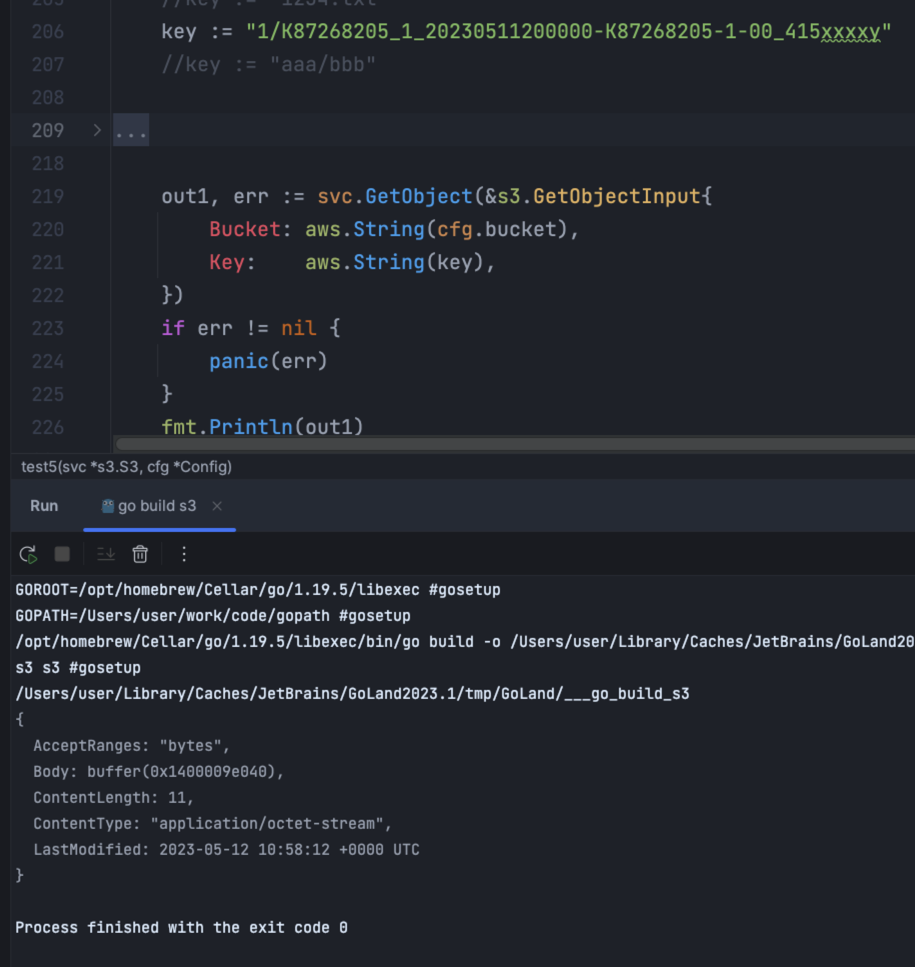 205 //key := "1234.txt"
206 key := "1/K87268205_1_20230511200000-K87268205-1-00_415xxxxy"
207 //key := "aaa/bbb"
208
209 > ...
218
219 out1, err := svc.GetObject(&s3.GetObjectInput{
220 Bucket: aws.String(cfg.bucket),
221 Key:    aws.String(key),
222 })
223 if err != nil {
224 panic(err)
225 }
226 fmt.Println(out1)
test5(svc *s3.S3, cfg *Config)
Run go build s3 ×
GOROOT=/opt/homebrew/Cellar/go/1.19.5/libexec #gosetup
GOPATH=/Users/user/work/code/gopath #gosetup
/opt/homebrew/Cellar/go/1.19.5/libexec/bin/go build -o /Users/user/Library/Caches/JetBrains/GoLand20
s3 s3 #gosetup
/Users/user/Library/Caches/JetBrains/GoLand2023.1/tmp/GoLand/___go_build_s3
{
AcceptRanges: "bytes",
Body: buffer(0x1400009e040),
ContentLength: 11,
ContentType: "application/octet-stream",
LastModified: 2023-05-12 10:58:12 +0000 UTC
}
Process finished with the exit code 0